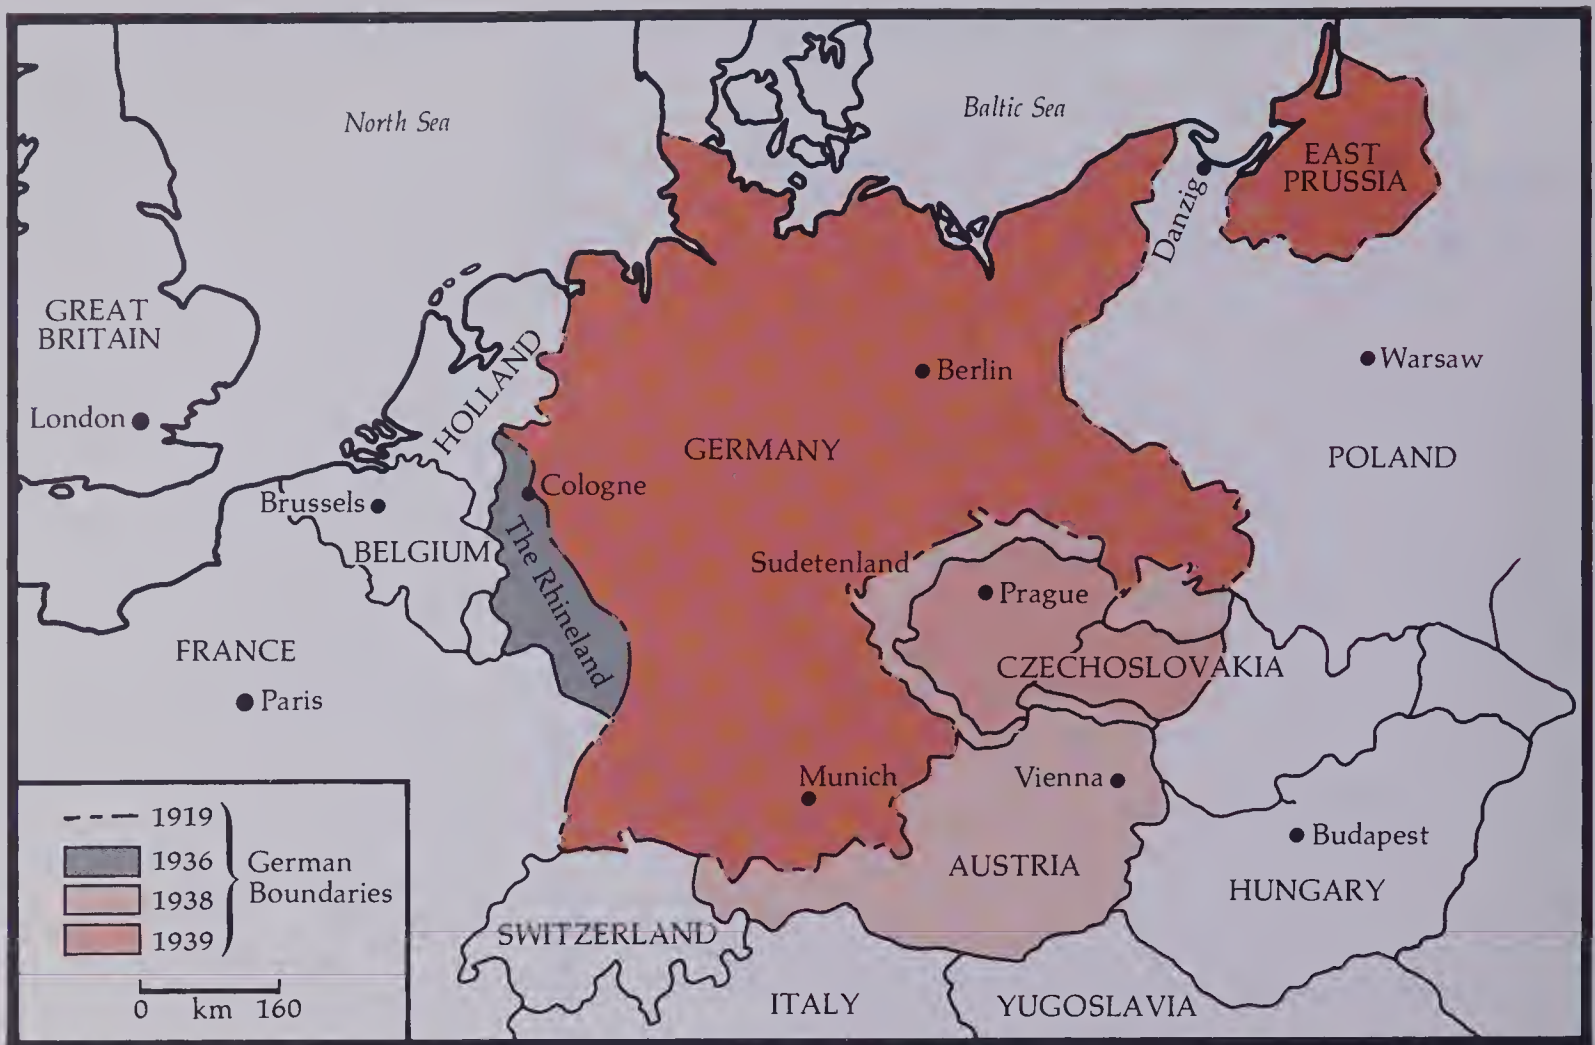 North Sea
Baltic Sea
EAST
PRUSSIA
Danzig
GREAT
BRITAIN
HOLLAND
Berlin
Warsaw
London
GERMANY
POLAND
Cologne
Brussels
BELGIUM
The Rhineland
Sudetenland
Prague
FRANCE
CZECHOSLOVAKIA
Paris
Munich
Vienna
1919
1936
1938
1939
German
Boundaries
Budapest
AUSTRIA
HUNGARY
SWITZERLAND
0 km 160
ITALY
YUGOSLAVIA